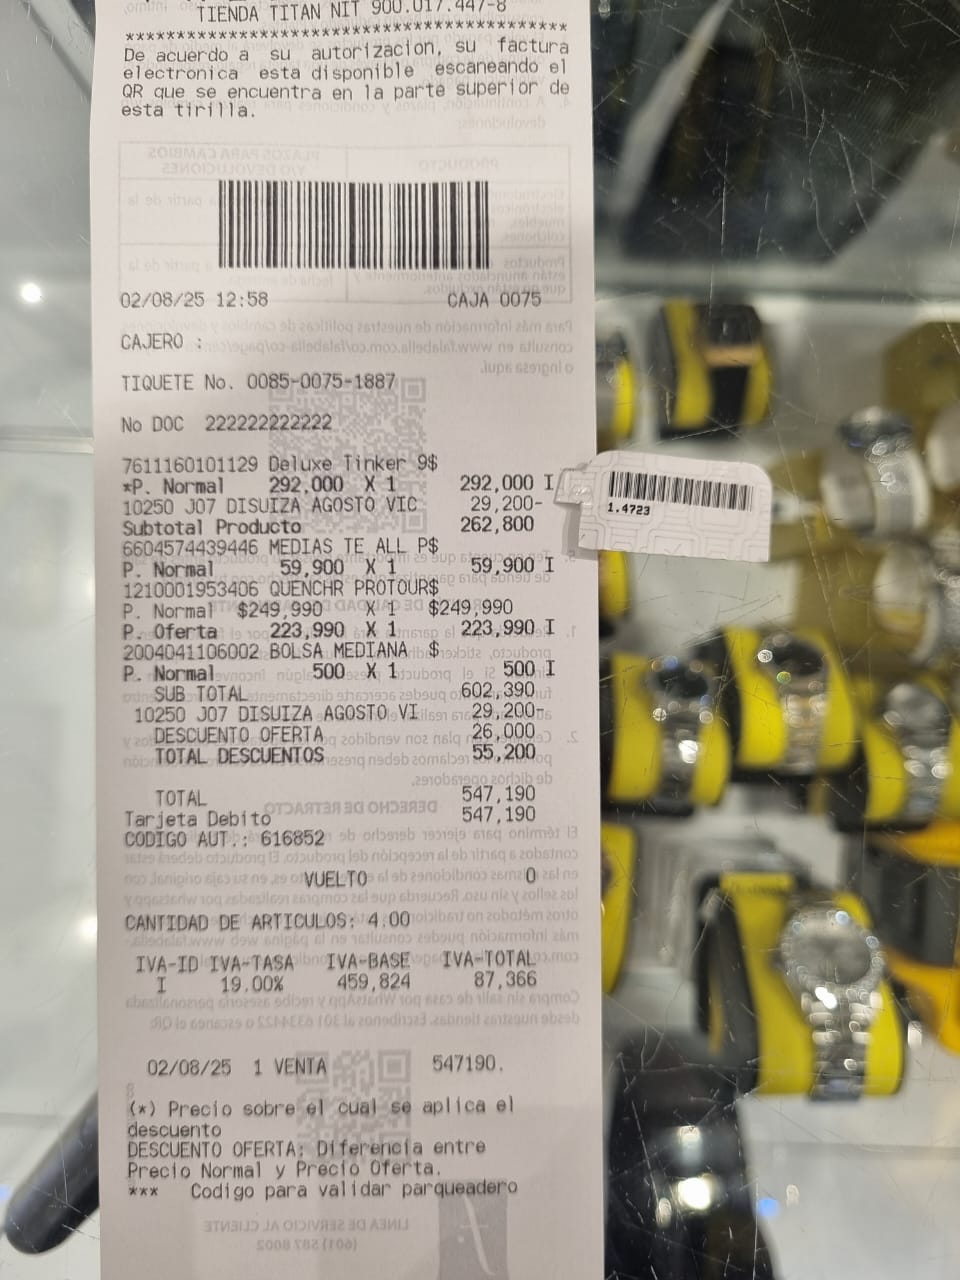 TIENDA TITAN NIT 900.017.447-8
*******************************************
De acuerdo a su autorizacion, su factura
electronica esta disponible escaneando el
QR que se encuentra en la parte superior de
esta tirilla.
02/08/25 12:58 CAJA 0075
CAJERO :
TIQUETE No. 0085-0075-1887
No DOC 222222222222
7611160101129 Deluxe Tinker 9$
*P. Normal 292,000 X 1 292,000 I
10250 J07 DISUIZA AGOSTO VIC 29,200-
Subtotal Producto 262,800
6604574439446 MEDIAS TE ALL P$
P. Normal 59,900 X 1 59,900 I
1210001953406 QUENCHR PROTOUR$
P. Normal $249,990 X 1 $249,990
P. Oferta 223,990 X 1 223,990 I
2004041106002 BOLSA MEDIANA $
P. Normal 500 X 1 500 I
SUB TOTAL 602,390
10250 J07 DISUIZA AGOSTO VI 29,200-
DESCUENTO OFERTA 26,000
TOTAL DESCUENTOS 55,200
TOTAL 547,190
Tarjeta Debito 547,190
CODIGO AUT.: 616852
VUELTO 0
CANTIDAD DE ARTICULOS: 4.00
IVA-ID IVA-TASA IVA-BASE IVA-TOTAL
I 19.00% 459,824 87,366
02/08/25 1 VENTA 547190.
(*) Precio sobre el cual se aplica el
descuento
DESCUENTO OFERTA: Diferencia entre
Precio Normal y Precio Oferta.
*** Codigo para validar parqueadero
1.4723